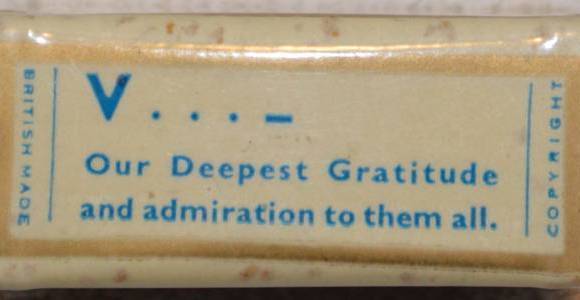 BRITISH MADE
V . . . –
Our Deepest Gratitude
and admiration to them all.
COPYRIGHT